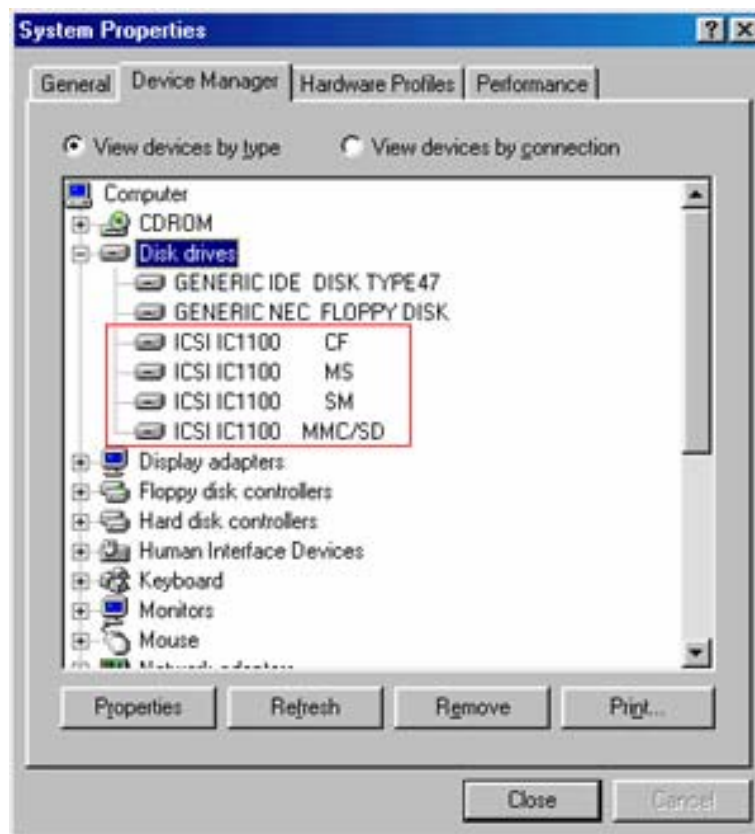 System Properties
General Device Manager Hardware Profiles Performance
View devices by type View devices by connection
Computer
CDROM
Disk drives
GENERIC IDE DISK TYPE47
GENERIC NEC FLOPPY DISK
ICSI IC1100 CF
ICSI IC1100 MS
ICSI IC1100 SM
ICSI IC1100 MMC/SD
Display adapters
Floppy disk controllers
Hard disk controllers
Human Interface Devices
Keyboard
Monitors
Mouse
Network adapters
Properties Refresh Remove Print...
Close Cancel